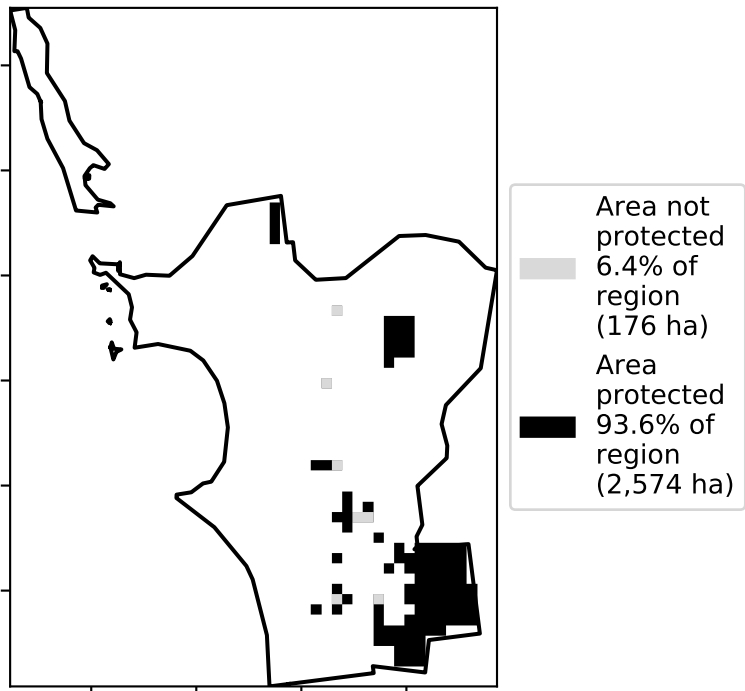 Area not
protected
6.4% of
region
(176 ha)
Area
protected
93.6% of
region
(2,574 ha)